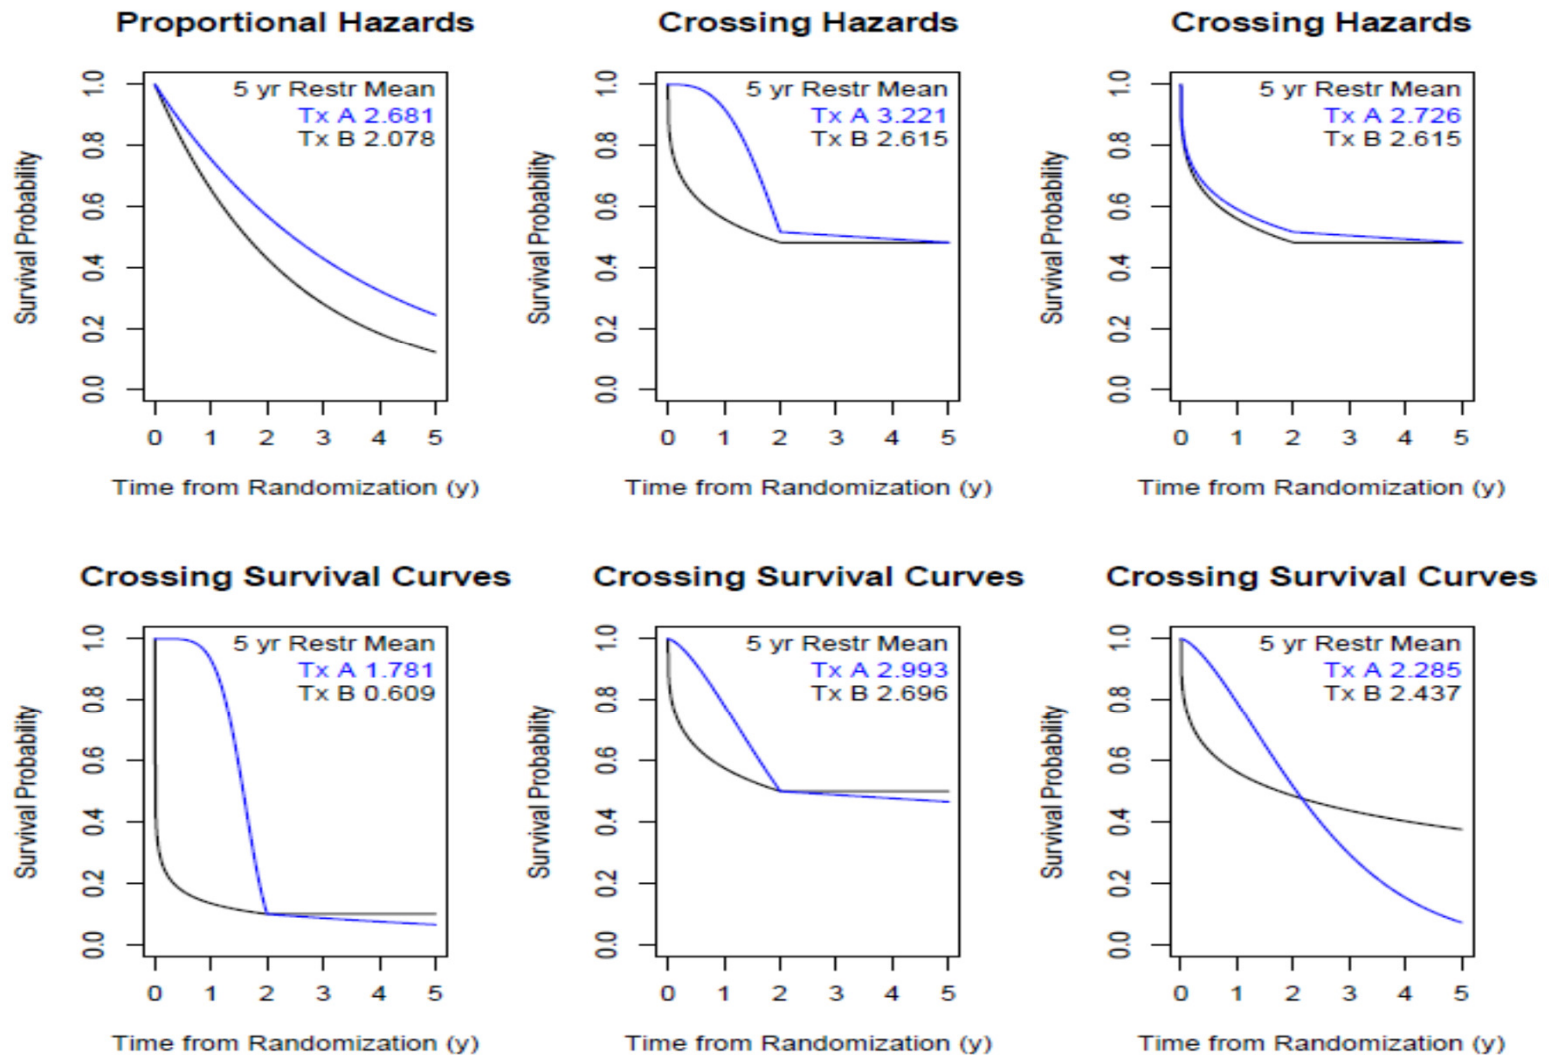 Proportional Hazards
5 yr Restr Mean
Tx A 2.681
Tx B 2.078
Survival Probability
1.0
0.8
0.6
0.4
0.2
0.0
0 1 2 3 4 5
Time from Randomization (y)
Crossing Hazards
5 yr Restr Mean
Tx A 3.221
Tx B 2.615
Survival Probability
1.0
0.8
0.6
0.4
0.2
0.0
0 1 2 3 4 5
Time from Randomization (y)
Crossing Hazards
5 yr Restr Mean
Tx A 2.726
Tx B 2.615
Survival Probability
1.0
0.8
0.6
0.4
0.2
0.0
0 1 2 3 4 5
Time from Randomization (y)
Crossing Survival Curves
5 yr Restr Mean
Tx A 1.781
Tx B 0.609
Survival Probability
1.0
0.8
0.6
0.4
0.2
0.0
0 1 2 3 4 5
Time from Randomization (y)
Crossing Survival Curves
5 yr Restr Mean
Tx A 2.993
Tx B 2.696
Survival Probability
1.0
0.8
0.6
0.4
0.2
0.0
0 1 2 3 4 5
Time from Randomization (y)
Crossing Survival Curves
5 yr Restr Mean
Tx A 2.285
Tx B 2.437
Survival Probability
1.0
0.8
0.6
0.4
0.2
0.0
0 1 2 3 4 5
Time from Randomization (y)